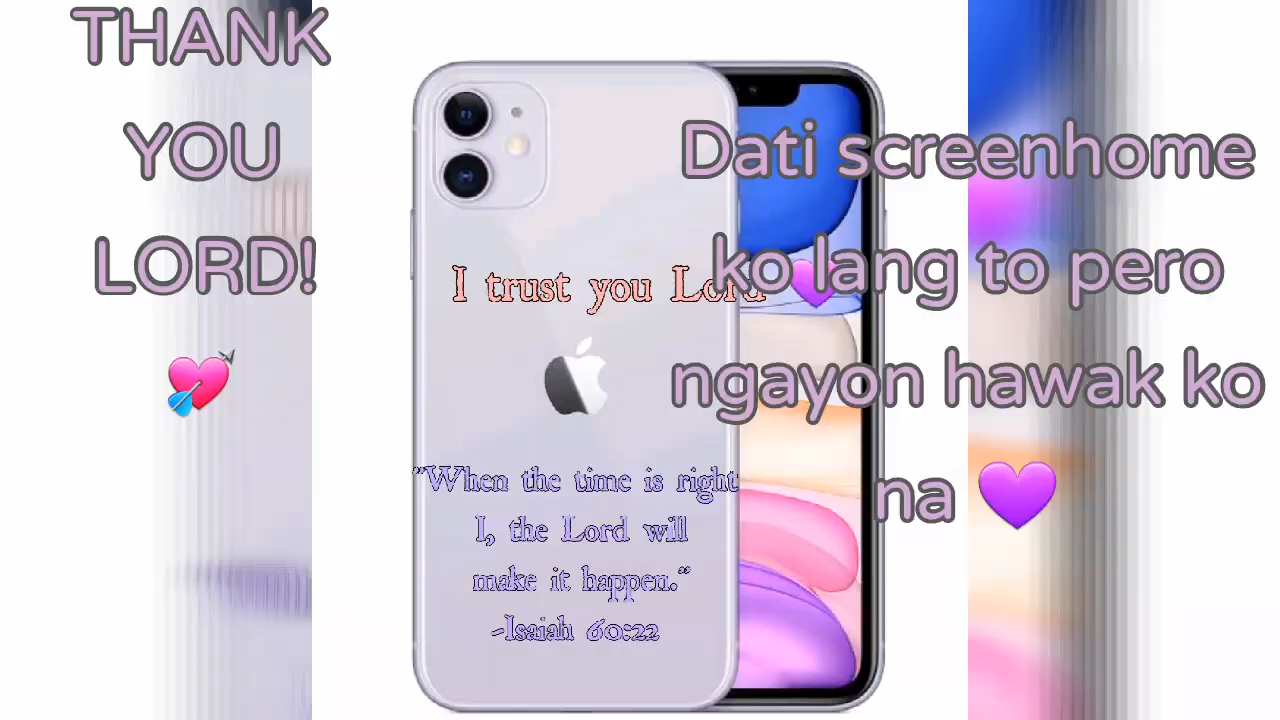 THANK
YOU
LORD!
💘
Dati screenhome
ko lang to pero
ngayon hawak ko
na 💜
I trust you Lord 💜
"When the time is right
I, the Lord will
make it happen."
-Isaiah 60:22